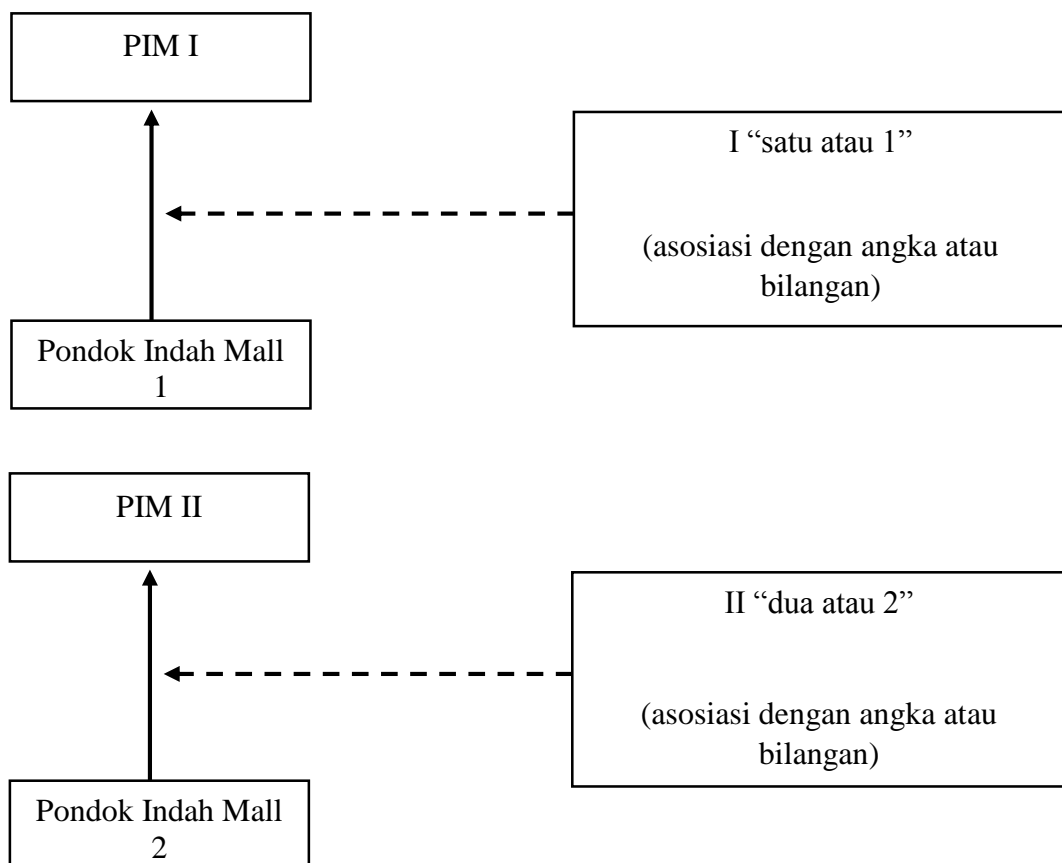 PIM I
I “satu atau 1”
(asosiasi dengan angka atau
bilangan)
Pondok Indah Mall
1
PIM II
II “dua atau 2”
(asosiasi dengan angka atau
bilangan)
Pondok Indah Mall
2